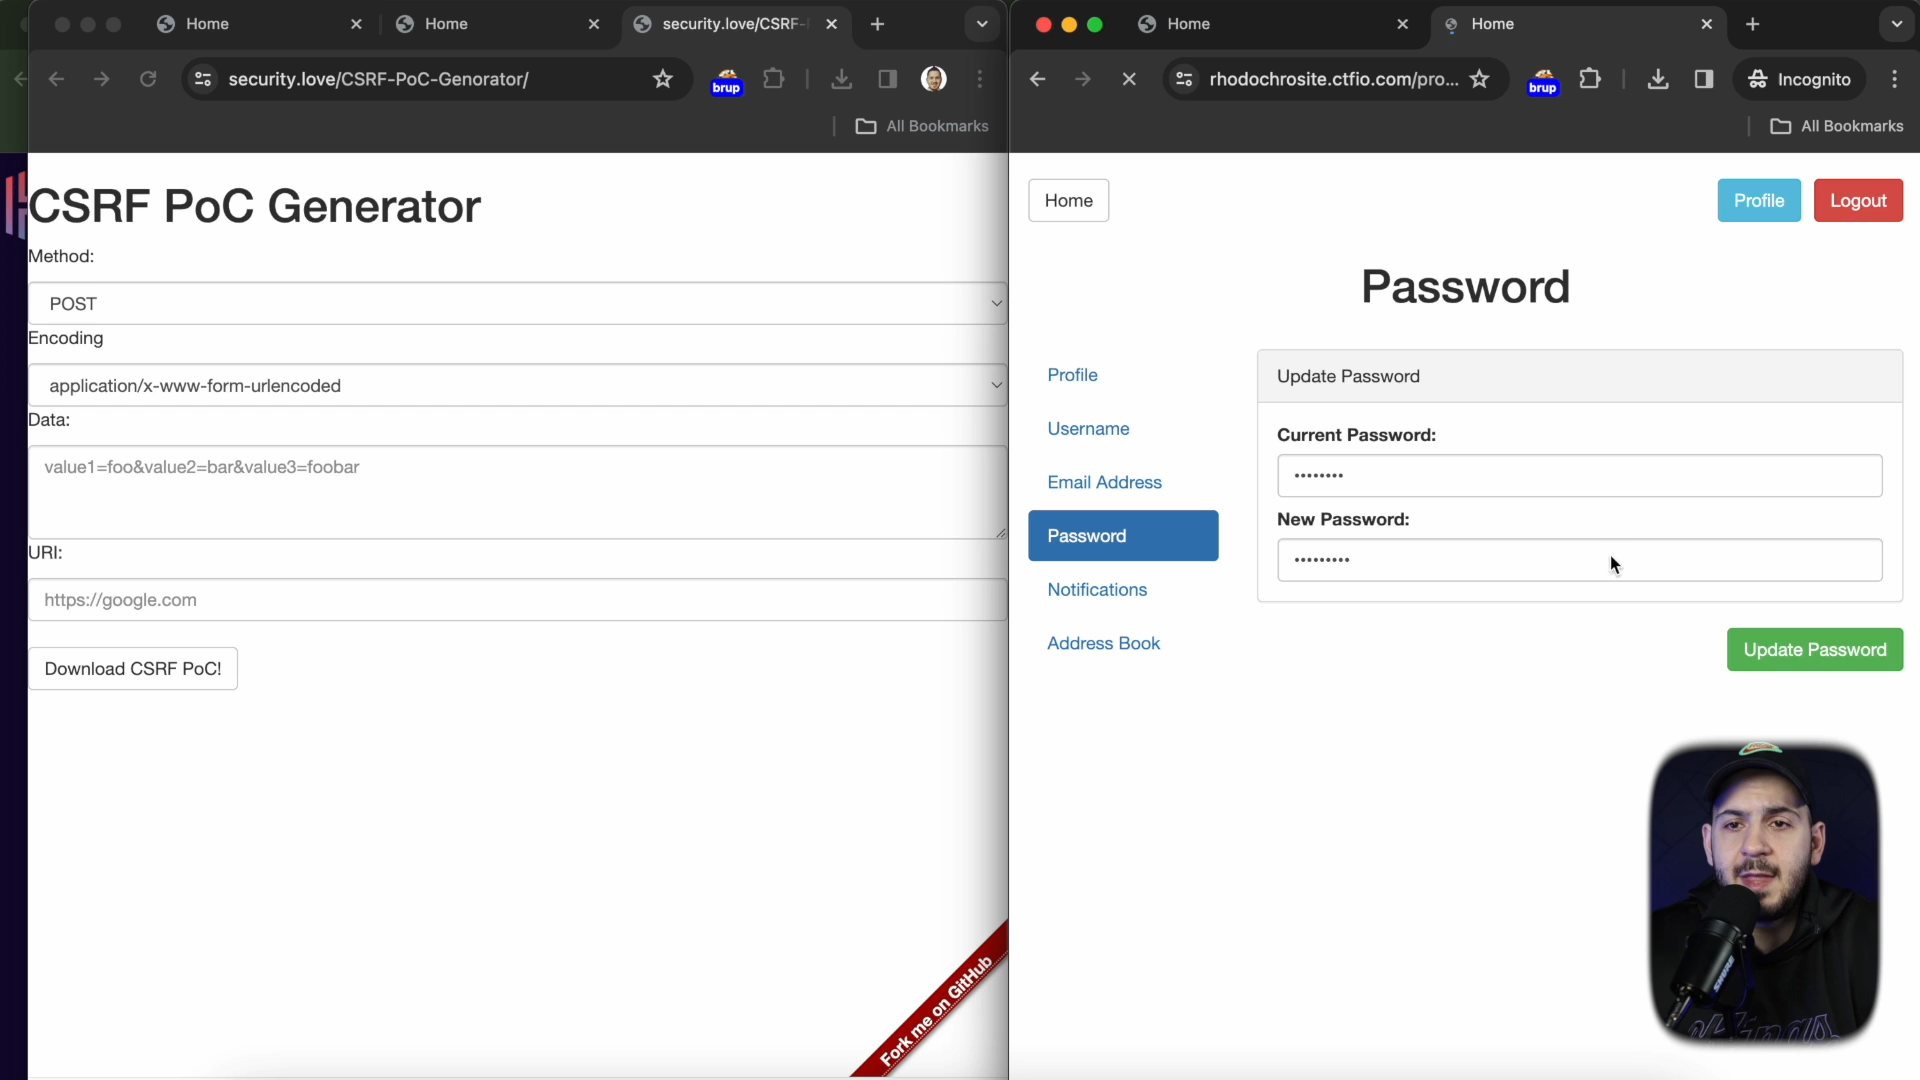 Home
Home
security.love/CSRF-
security.love/CSRF-PoC-Genorator/
brup
All Bookmarks
CSRF PoC Generator
Method:
POST
Encoding
application/x-www-form-urlencoded
Data:
value1=foo&value2=bar&value3=foobar
URI:
https://google.com
Download CSRF PoC!
Fork me on GitHub
Home
Home
rhodochrosite.ctfio.com/pro...
brup
Incognito
All Bookmarks
Home
Profile
Logout
Password
Profile
Username
Email Address
Password
Notifications
Address Book
Update Password
Current Password:
••••••••
New Password:
•••••••••
Update Password
SHURE